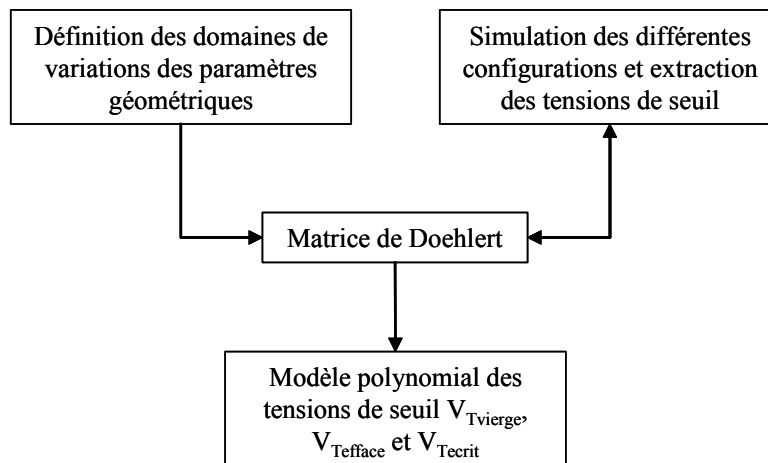 Définition des domaines de
variations des paramètres
géométriques
Simulation des différentes
configurations et extraction
des tensions de seuil
Matrice de Doehlert
Modèle polynomial des
tensions de seuil VTvierge,
VTefface et VTecrit